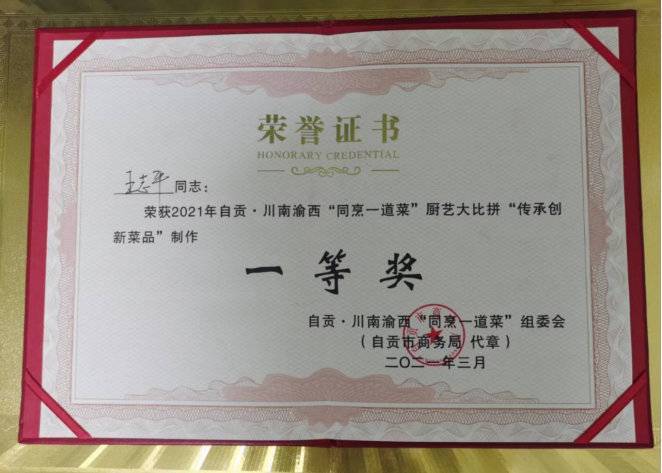 荣誉证书
HONORARY CREDENTIAL
王志平同志：
荣获2021年自贡·川南渝西“同烹一道菜”厨艺大比拼“传承创
新菜品”制作
一等奖
自贡·川南渝西“同烹一道菜”组委会
（自贡市商务局 代章）
二〇二一年三月